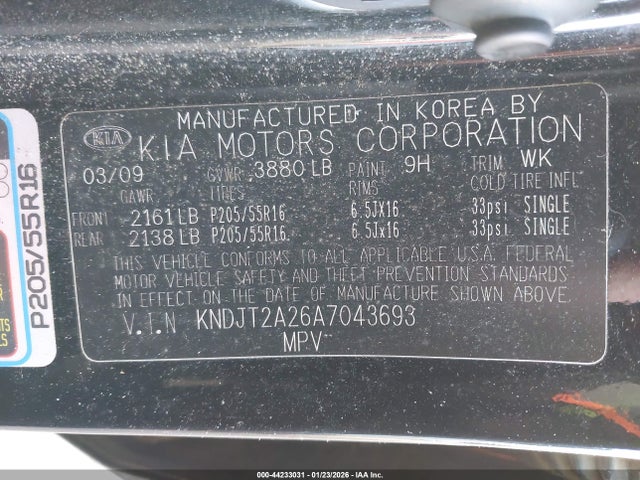 MANUFACTURED IN KOREA BY
KIA KIA MOTORS CORPORATION
03/09 GVWR 3880 LB PAINT 9H TRIM WK
GAWR TIRES RIMS COLD TIRE INFL
FRONT 2161 LB P205/55R16 6.5JX16 33psi SINGLE
REAR 2138 LB P205/55R16 6.5JX16 33psi SINGLE
THIS VEHICLE CONFORMS TO ALL APPLICABLE U.S.A. FEDERAL
MOTOR VEHICLE SAFETY AND THEFT PREVENTION STANDARDS
IN EFFECT ON THE DATE OF MANUFACTURE SHOWN ABOVE.
V.I.N KNDJT2A26A7043693
MPV
P205/55R16
000-44233031 - 01/23/2026 - IAA Inc.